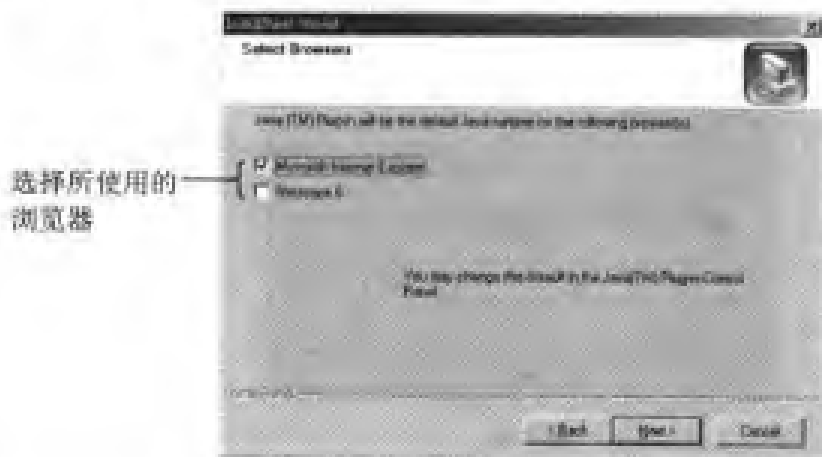 Select Browsers
Java (TM) Plug-in will be the default Java runtime for the following browser(s).
选择所使用的
浏览器
Microsoft Internet Explorer
Netscape 6
You may change the default in the Java(TM) Plug-in Control
Panel
< Back
Next >
Cancel